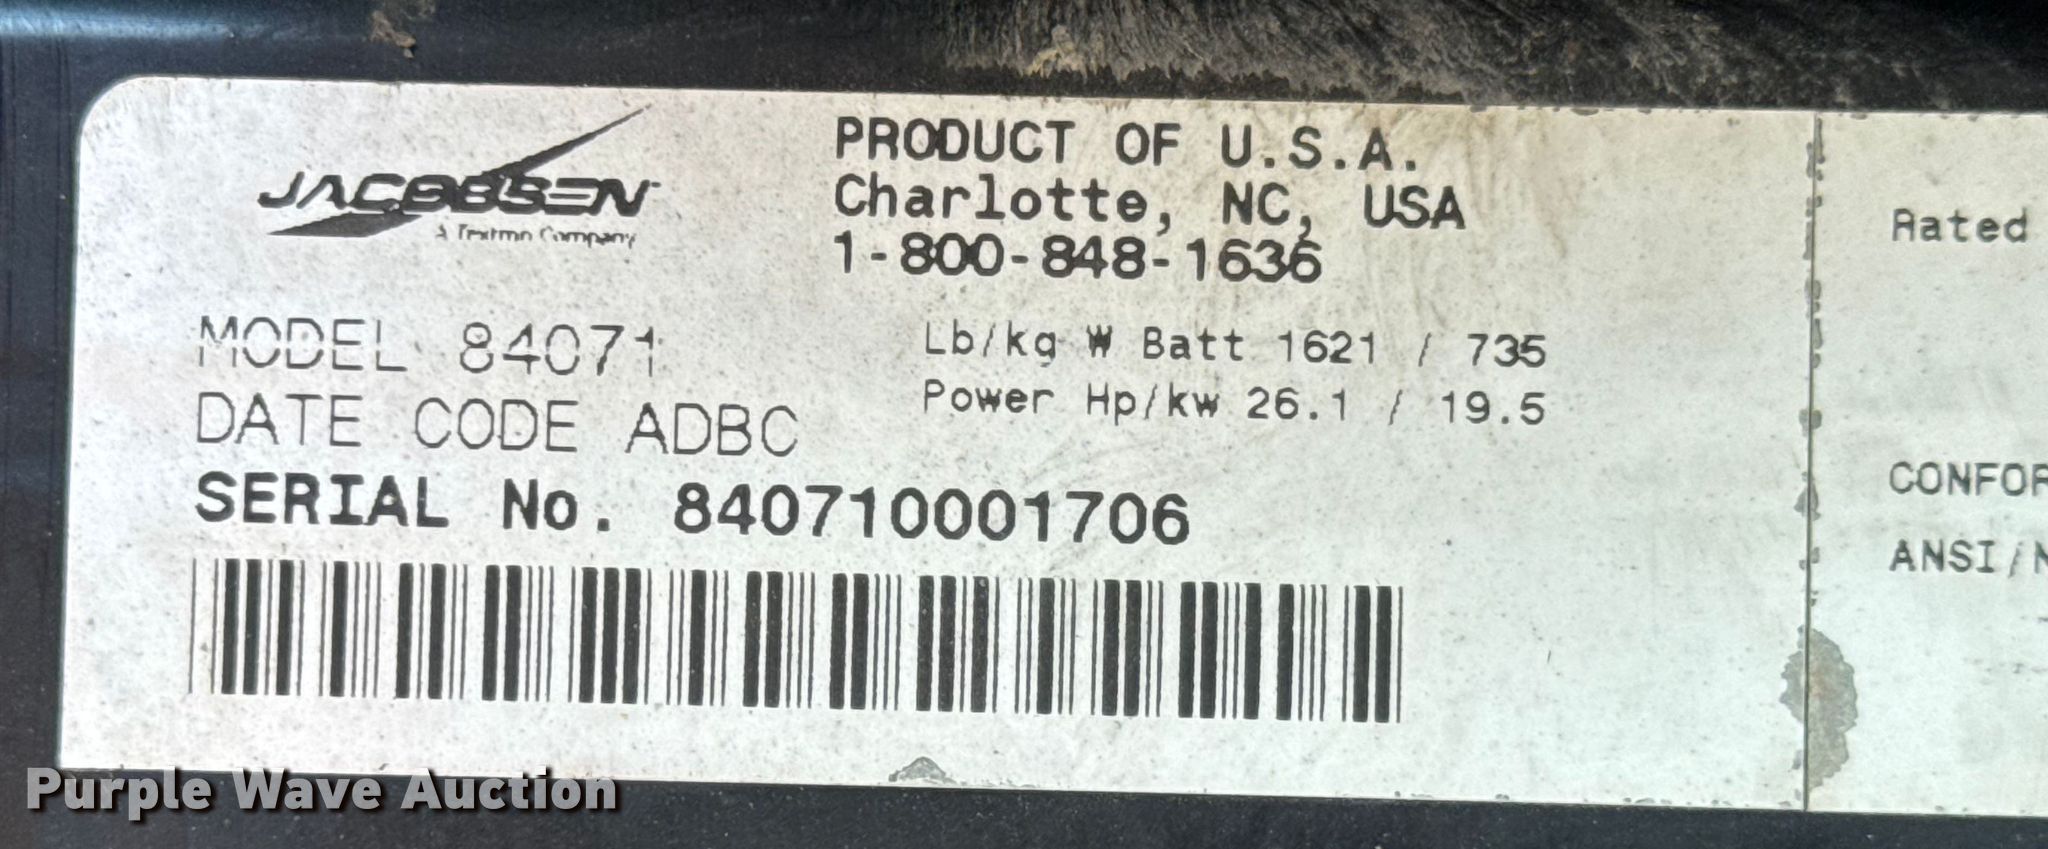 JACOBSEN
A Textron Company
PRODUCT OF U.S.A.
Charlotte, NC, USA
1-800-848-1636
MODEL 84071
DATE CODE ADBC
SERIAL No. 840710001706
Lb/kg W Batt 1621 / 735
Power Hp/kw 26.1 / 19.5
Rated
CONFOR
ANSI/N
Purple Wave Auction